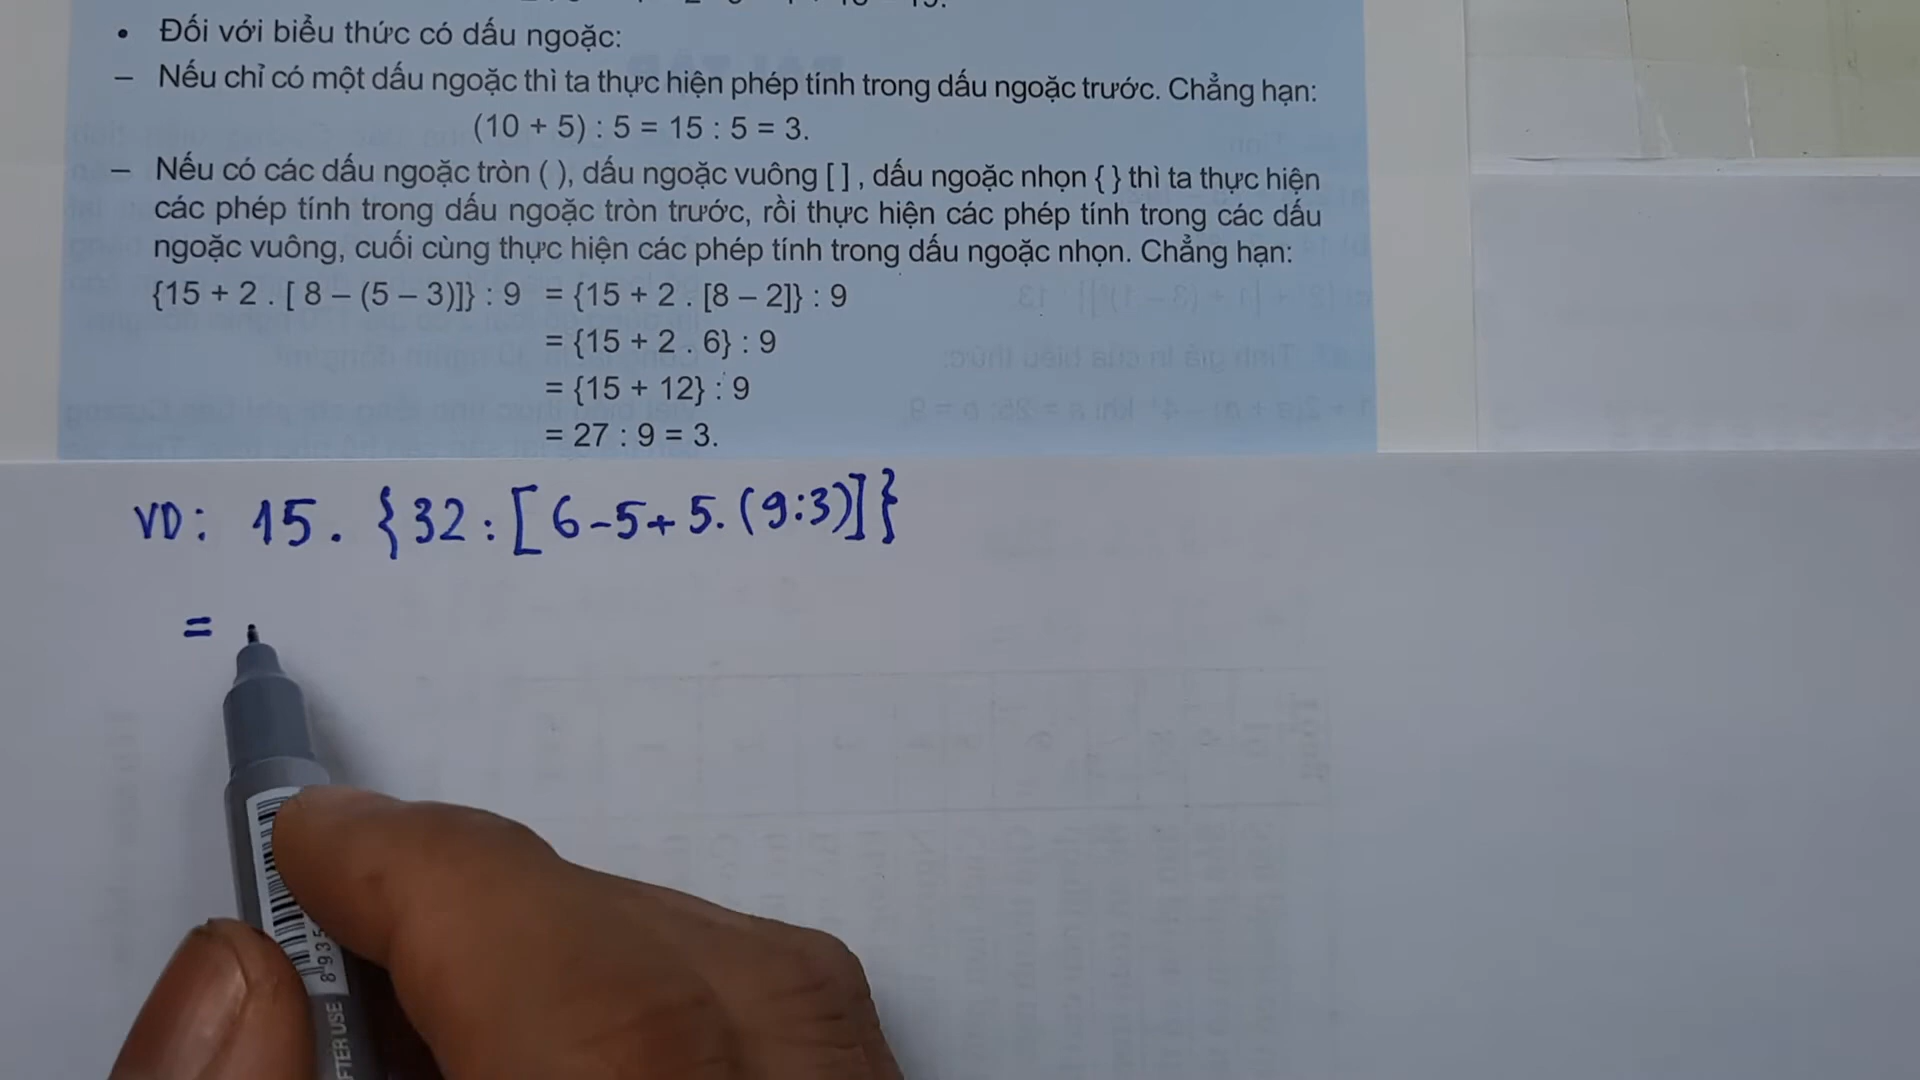 • Đối với biểu thức có dấu ngoặc:
– Nếu chỉ có một dấu ngoặc thì ta thực hiện phép tính trong dấu ngoặc trước. Chẳng hạn:
(10 + 5) : 5 = 15 : 5 = 3.
– Nếu có các dấu ngoặc tròn ( ), dấu ngoặc vuông [ ] , dấu ngoặc nhọn { } thì ta thực hiện
các phép tính trong dấu ngoặc tròn trước, rồi thực hiện các phép tính trong các dấu
ngoặc vuông, cuối cùng thực hiện các phép tính trong dấu ngoặc nhọn. Chẳng hạn:
{15 + 2 . [ 8 – (5 – 3)]} : 9 = {15 + 2 . [8 – 2]} : 9
= {15 + 2 . 6} : 9
= {15 + 12} : 9
= 27 : 9 = 3.
VD: 15. {32 : [6-5+5.(9:3)]}
=
8935
FTER USE